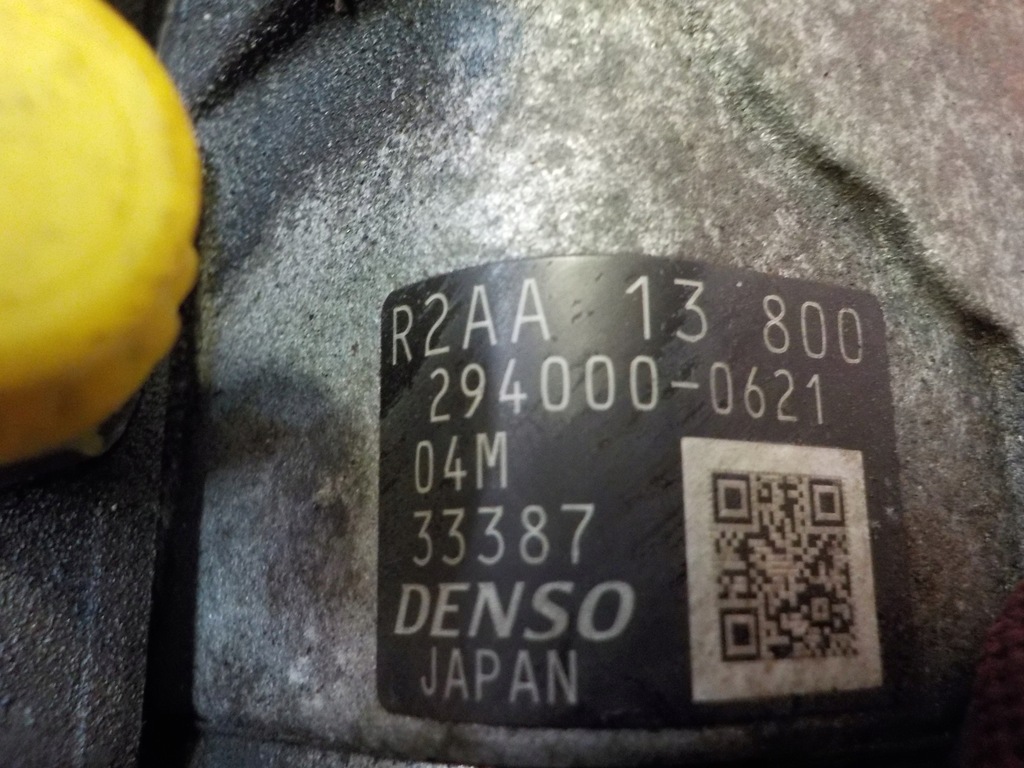 R2AA 13 800
294000-0621
04M
33387
DENSO
JAPAN